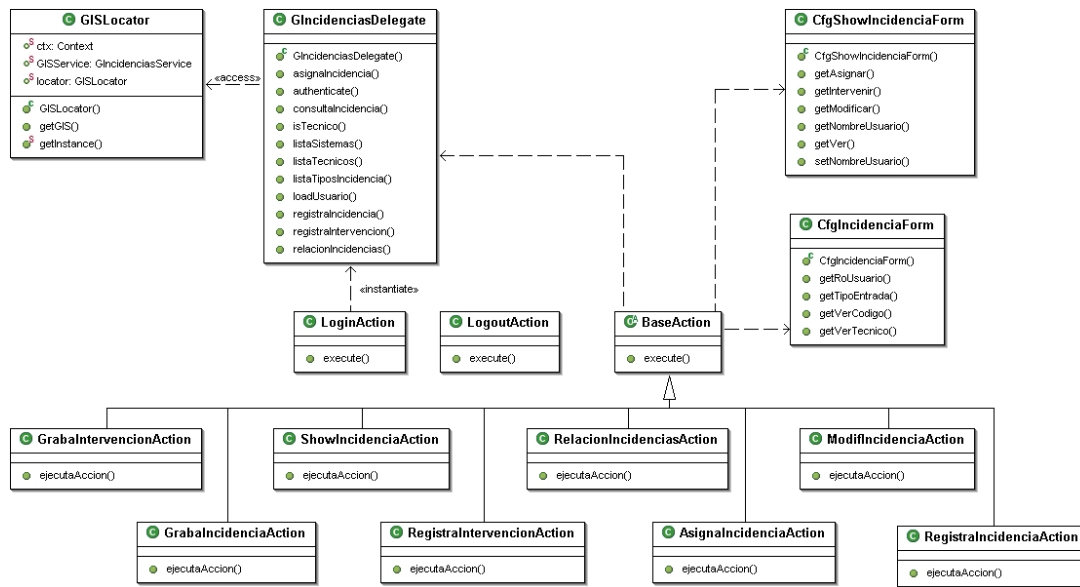 GISLocator
ctx: Context
GISService: GIncidenciasService
locator: GISLocator
GISLocator()
getGIS()
getInstance()
«access»
GIncidenciasDelegate
GIncidenciasDelegate()
asignaIncidencia()
authenticate()
consultaIncidencia()
isTecnico()
listaSistemas()
listaTecnicos()
listaTiposIncidencia()
loadUsuario()
registraIncidencia()
registraIntervencion()
relacionIncidencias()
CfgShowIncidenciaForm
CfgShowIncidenciaForm()
getAsignar()
getIntervenir()
getModificar()
getNombreUsuario()
getVer()
setNombreUsuario()
CfgIncidenciaForm
CfgIncidenciaForm()
getRoUsuario()
getTipoEntrada()
getVerCodigo()
getVerTecnico()
«instantiate»
LoginAction
execute()
LogoutAction
execute()
BaseAction
execute()
GrabaIntervencionAction
ejecutaAccion()
ShowIncidenciaAction
ejecutaAccion()
RelacionIncidenciasAction
ejecutaAccion()
ModifIncidenciaAction
ejecutaAccion()
GrabaIncidenciaAction
ejecutaAccion()
RegistraIntervencionAction
ejecutaAccion()
AsignaIncidenciaAction
ejecutaAccion()
RegistraIncidenciaAction
ejecutaAccion()